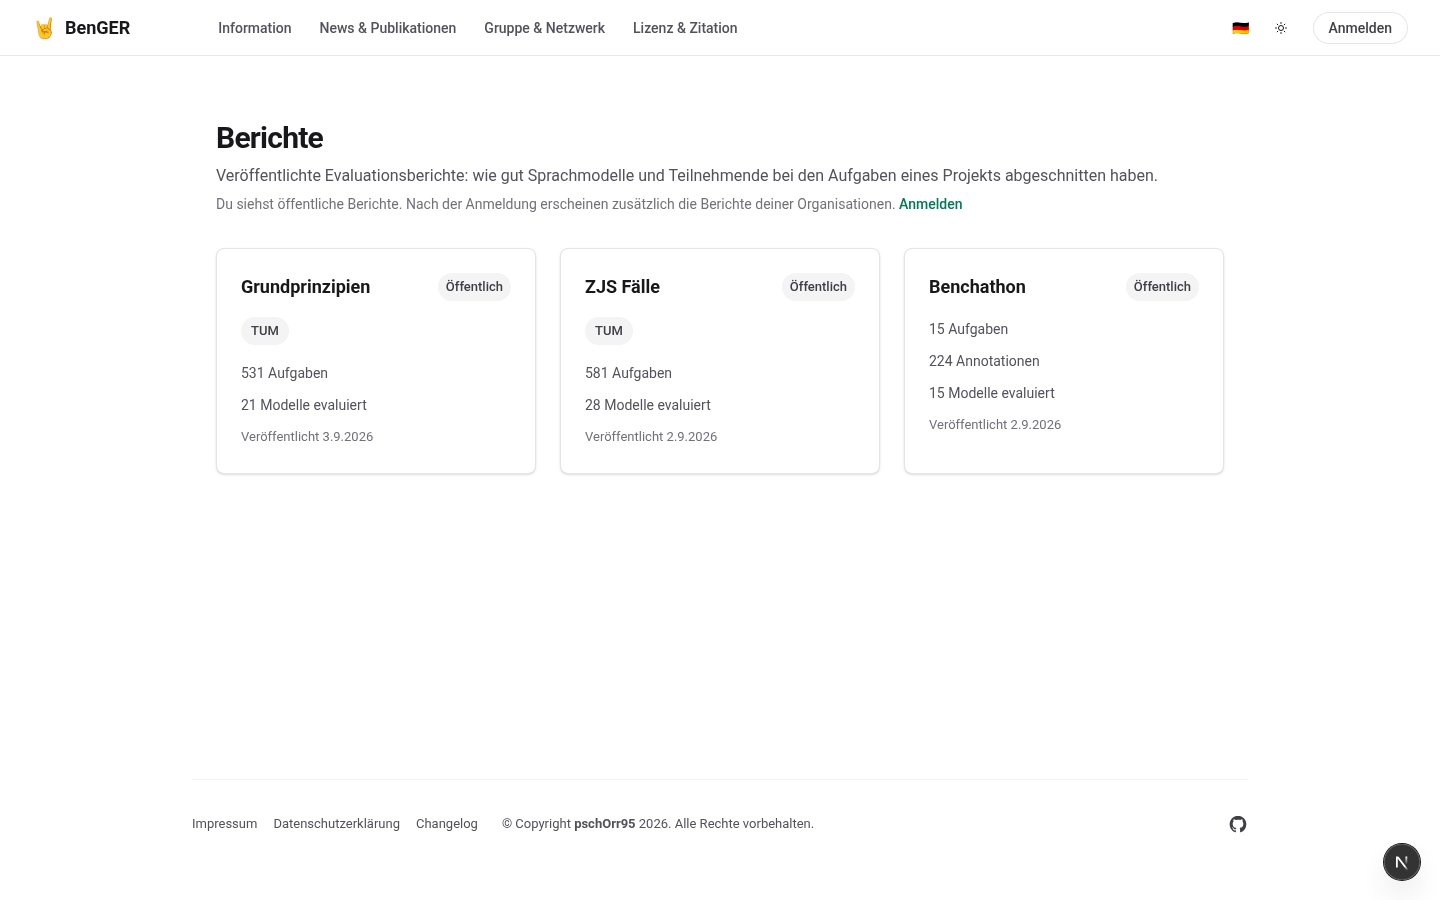 🤘 BenGER
Information News & Publikationen Gruppe & Netzwerk Lizenz & Zitation
Anmelden
Berichte
Veröffentlichte Evaluationsberichte: wie gut Sprachmodelle und Teilnehmende bei den Aufgaben eines Projekts abgeschnitten haben.
Du siehst öffentliche Berichte. Nach der Anmeldung erscheinen zusätzlich die Berichte deiner Organisationen. Anmelden
Grundprinzipien Öffentlich
TUM
531 Aufgaben
21 Modelle evaluiert
Veröffentlicht 3.9.2026
ZJS Fälle Öffentlich
TUM
581 Aufgaben
28 Modelle evaluiert
Veröffentlicht 2.9.2026
Benchathon Öffentlich
15 Aufgaben
224 Annotationen
15 Modelle evaluiert
Veröffentlicht 2.9.2026
Impressum Datenschutzerklärung Changelog © Copyright pschOrr95 2026. Alle Rechte vorbehalten.
N